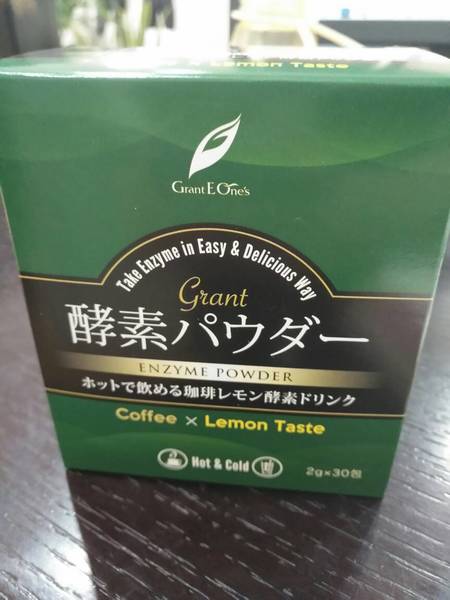 Lemon Taste
Grant E One's
Take Enzyme in Easy & Delicious Way
Grant
酵素パウダー
ENZYME POWDER
ホットで飲める珈琲レモン酵素ドリンク
Coffee × Lemon Taste
Hot & Cold
2g×30包